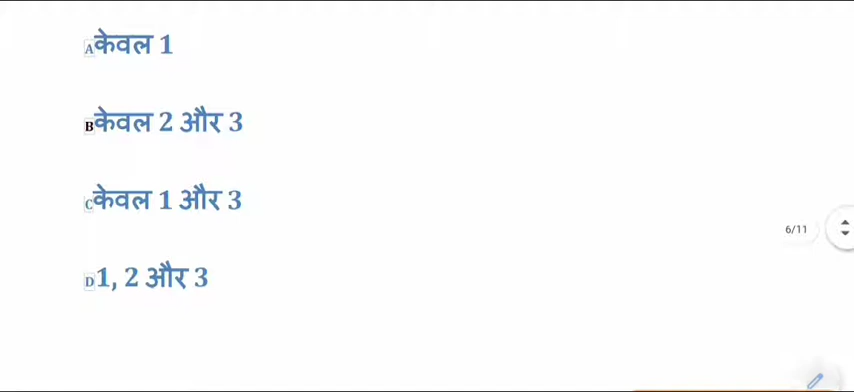 Aकेवल 1
Bकेवल 2 और 3
Cकेवल 1 और 3
6/11
D1, 2 और 3